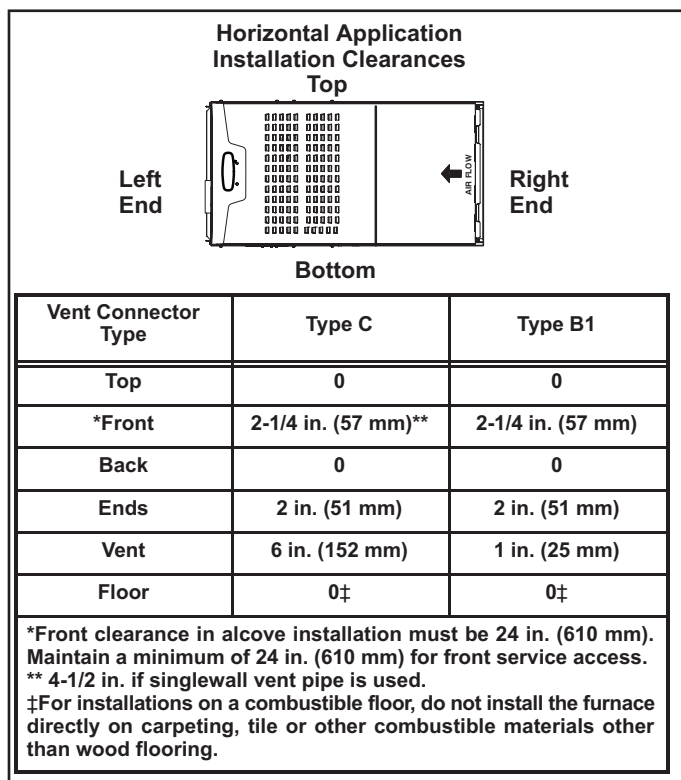 Horizontal Application
Installation Clearances
Top
Left
End
AIR FLOW
Right
End
Bottom
Vent Connector
Type
Type C
Type B1
Top
0
0
*Front
2-1/4 in. (57 mm)**
2-1/4 in. (57 mm)
Back
0
0
Ends
2 in. (51 mm)
2 in. (51 mm)
Vent
6 in. (152 mm)
1 in. (25 mm)
Floor
0‡
0‡
*Front clearance in alcove installation must be 24 in. (610 mm).
Maintain a minimum of 24 in. (610 mm) for front service access.
** 4-1/2 in. if singlewall vent pipe is used.
‡For installations on a combustible floor, do not install the furnace
directly on carpeting, tile or other combustible materials other
than wood flooring.